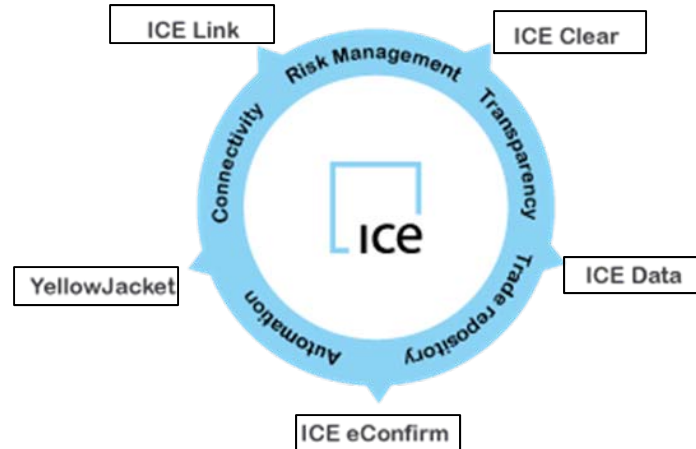 ICE Link
ICE Clear
Risk Management
Connectivity
Transparency
ice
YellowJacket
ICE Data
Automation
Trade repository
ICE eConfirm